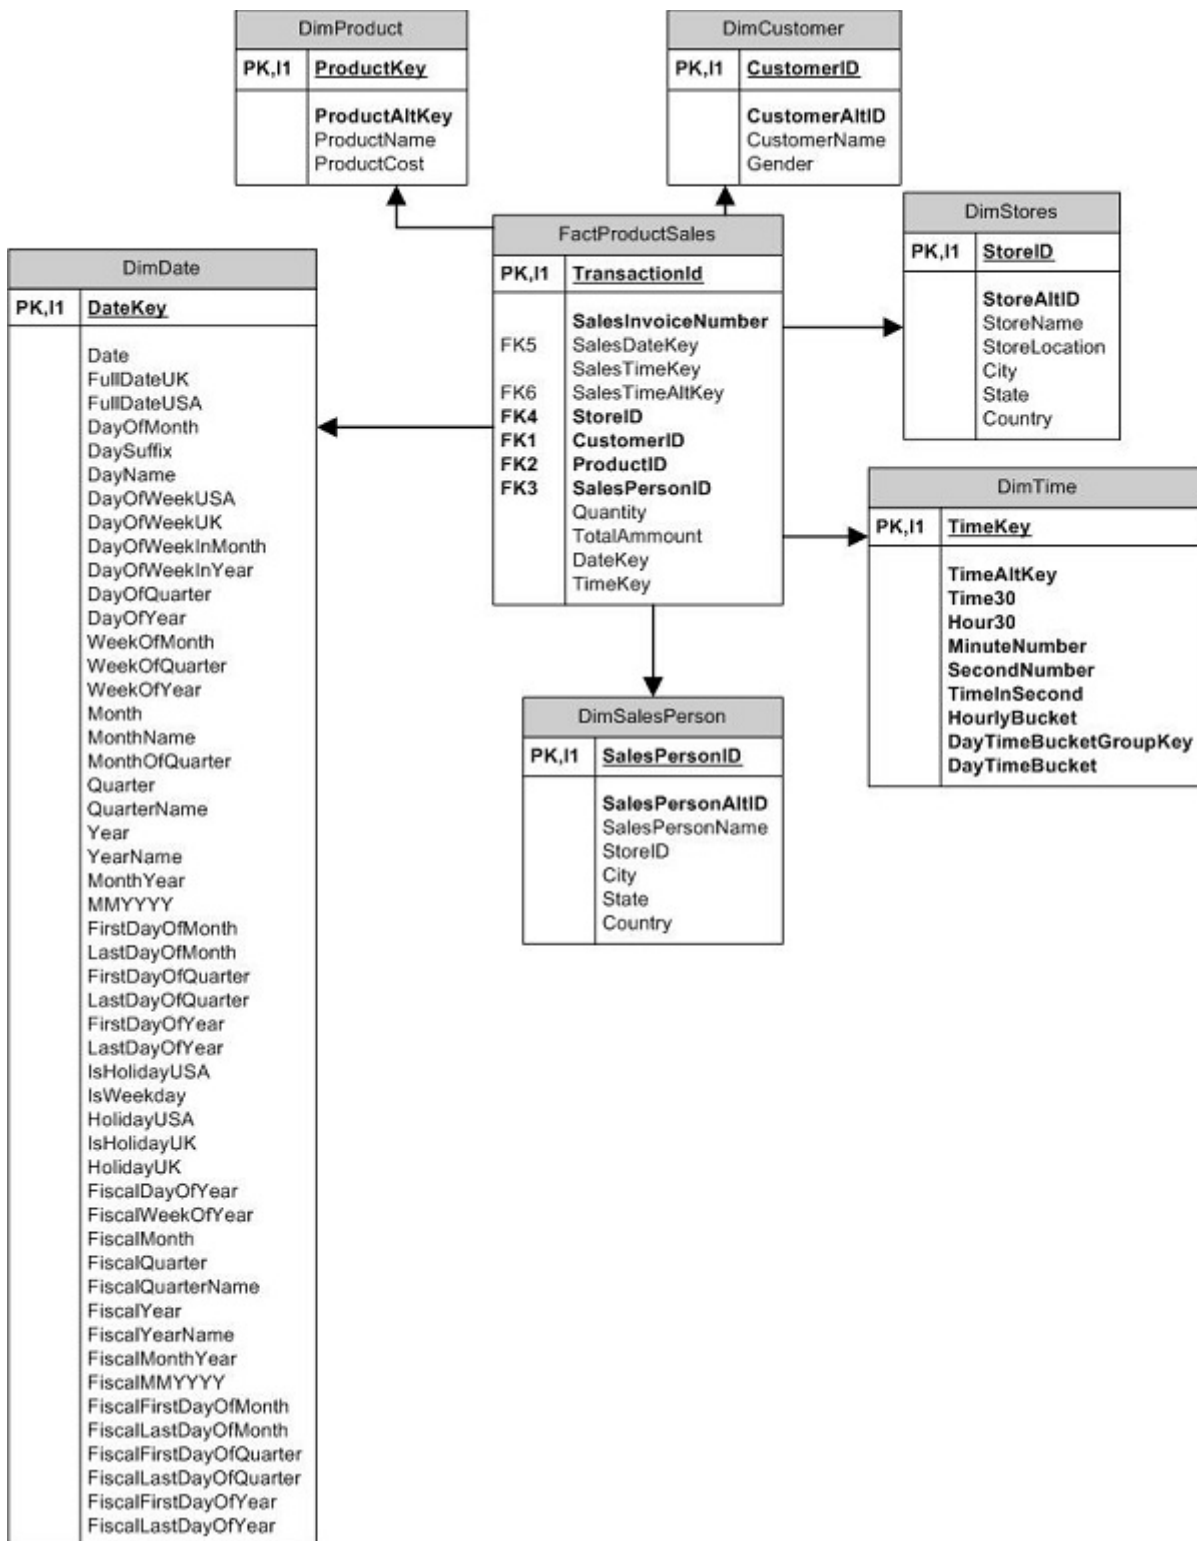 DimProduct
PK,I1 ProductKey
ProductAltKey
ProductName
ProductCost
DimCustomer
PK,I1 CustomerID
CustomerAltID
CustomerName
Gender
DimStores
PK,I1 StoreID
StoreAltID
StoreName
StoreLocation
City
State
Country
FactProductSales
PK,I1 TransactionId
SalesInvoiceNumber
FK5 SalesDateKey
SalesTimeKey
FK6 SalesTimeAltKey
FK4 StoreID
FK1 CustomerID
FK2 ProductID
FK3 SalesPersonID
Quantity
TotalAmmount
DateKey
TimeKey
DimDate
PK,I1 DateKey
Date
FullDateUK
FullDateUSA
DayOfMonth
DaySuffix
DayName
DayOfWeekUSA
DayOfWeekUK
DayOfWeekInMonth
DayOfWeekInYear
DayOfQuarter
DayOfYear
WeekOfMonth
WeekOfQuarter
WeekOfYear
Month
MonthName
MonthOfQuarter
Quarter
QuarterName
Year
YearName
MonthYear
MMYYYY
FirstDayOfMonth
LastDayOfMonth
FirstDayOfQuarter
LastDayOfQuarter
FirstDayOfYear
LastDayOfYear
IsHolidayUSA
IsWeekday
HolidayUSA
IsHolidayUK
HolidayUK
FiscalDayOfYear
FiscalWeekOfYear
FiscalMonth
FiscalQuarter
FiscalQuarterName
FiscalYear
FiscalYearName
FiscalMonthYear
FiscalMMYYYY
FiscalFirstDayOfMonth
FiscalLastDayOfMonth
FiscalFirstDayOfQuarter
FiscalLastDayOfQuarter
FiscalFirstDayOfYear
FiscalLastDayOfYear
DimTime
PK,I1 TimeKey
TimeAltKey
Time30
Hour30
MinuteNumber
SecondNumber
TimeInSecond
HourlyBucket
DayTimeBucketGroupKey
DayTimeBucket
DimSalesPerson
PK,I1 SalesPersonID
SalesPersonAltID
SalesPersonName
StoreID
City
State
Country